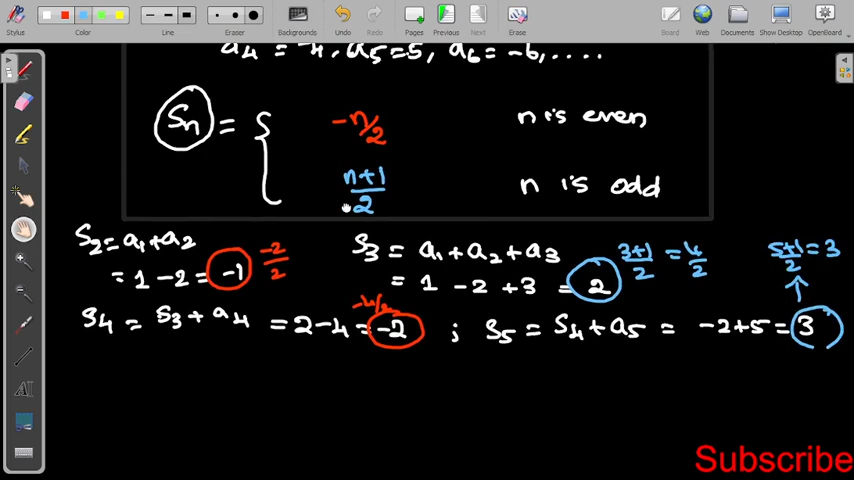 Stylus Color Line Eraser Backgrounds Undo Redo Pages Previous Next Erase Board Web Documents Show Desktop OpenBoard
a4 = -4, a5=5, a6= -6, ....
Sn = { -n/2 n is even
n+1/2 n is odd
S2= a1+a2
= 1-2= -1 -2/2
S3 = a1+a2+a3 3+1/2 = 4/2 5+1/2 = 3
= 1 -2 +3 = 2
S4 = S3+a4 = 2-4= -2 -4/2 ; S5 = S4+a5 = -2+5= 3
Subscribe